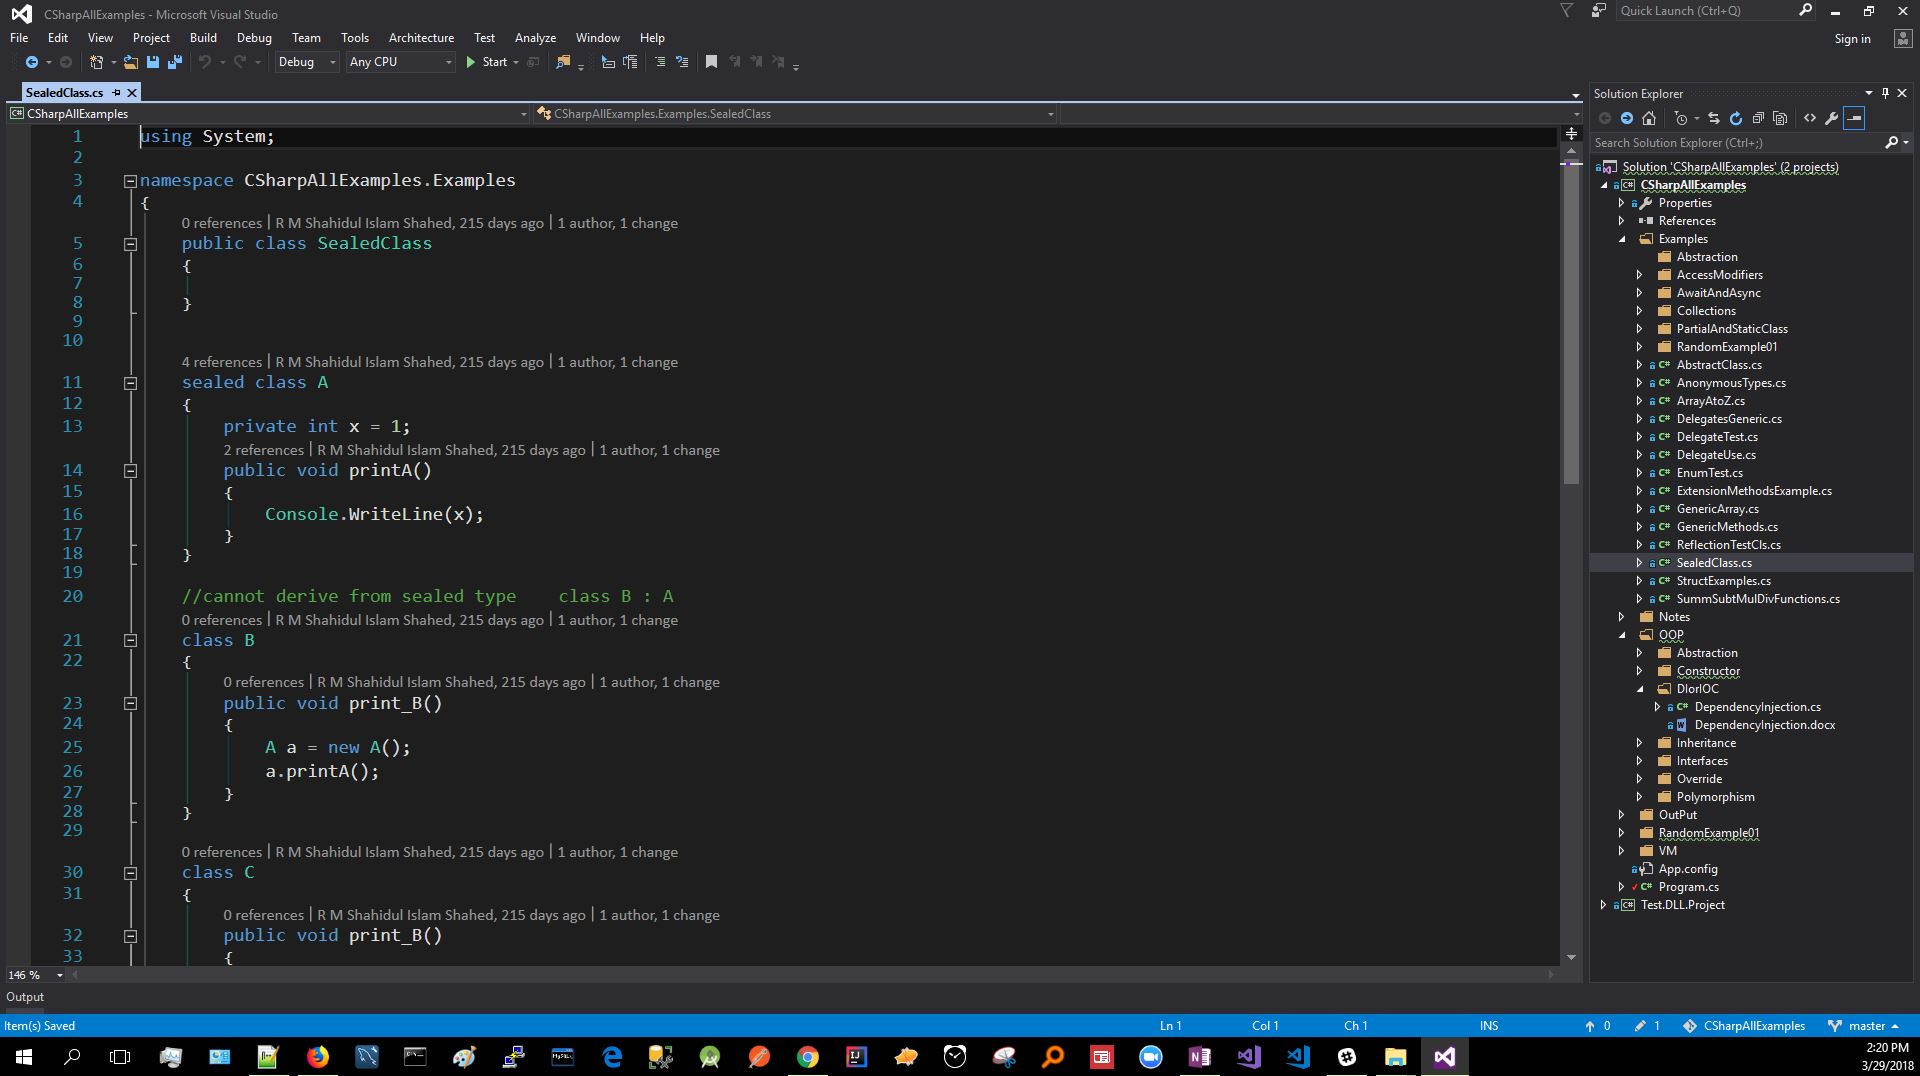 CSharpAllExamples - Microsoft Visual Studio
Quick Launch (Ctrl+Q)
File Edit View Project Build Debug Team Tools Architecture Test Analyze Window Help
Sign in
Debug Any CPU Start
SealedClass.cs
CSharpAllExamples
CSharpAllExamples.Examples.SealedClass
1 using System;
2
3 namespace CSharpAllExamples.Examples
4 {
0 references | R M Shahidul Islam Shahed, 215 days ago | 1 author, 1 change
5 public class SealedClass
6 {
7
8 }
9
10
4 references | R M Shahidul Islam Shahed, 215 days ago | 1 author, 1 change
11 sealed class A
12 {
13 private int x = 1;
2 references | R M Shahidul Islam Shahed, 215 days ago | 1 author, 1 change
14 public void printA()
15 {
16 Console.WriteLine(x);
17 }
18 }
19
20 //cannot derive from sealed type    class B : A
0 references | R M Shahidul Islam Shahed, 215 days ago | 1 author, 1 change
21 class B
22 {
0 references | R M Shahidul Islam Shahed, 215 days ago | 1 author, 1 change
23 public void print_B()
24 {
25 A a = new A();
26 a.printA();
27 }
28 }
29
0 references | R M Shahidul Islam Shahed, 215 days ago | 1 author, 1 change
30 class C
31 {
0 references | R M Shahidul Islam Shahed, 215 days ago | 1 author, 1 change
32 public void print_B()
33 {
146 %
Solution Explorer
Search Solution Explorer (Ctrl+;)
Solution 'CSharpAllExamples' (2 projects)
C# CSharpAllExamples
Properties
References
Examples
Abstraction
AccessModifiers
AwaitAndAsync
Collections
PartialAndStaticClass
RandomExample01
C# AbstractClass.cs
C# AnonymousTypes.cs
C# ArrayAtoZ.cs
C# DelegatesGeneric.cs
C# DelegateTest.cs
C# DelegateUse.cs
C# EnumTest.cs
C# ExtensionMethodsExample.cs
C# GenericArray.cs
C# GenericMethods.cs
C# ReflectionTestCls.cs
C# SealedClass.cs
C# StructExamples.cs
C# SummSubtMulDivFunctions.cs
Notes
OOP
Abstraction
Constructor
DIorIOC
C# DependencyInjection.cs
DependencyInjection.docx
Inheritance
Interfaces
Override
Polymorphism
OutPut
RandomExample01
VM
App.config
C# Program.cs
C# Test.DLL.Project
Output
Item(s) Saved
Ln 1 Col 1 Ch 1 INS 0 1 CSharpAllExamples master
2:20 PM
3/29/2018